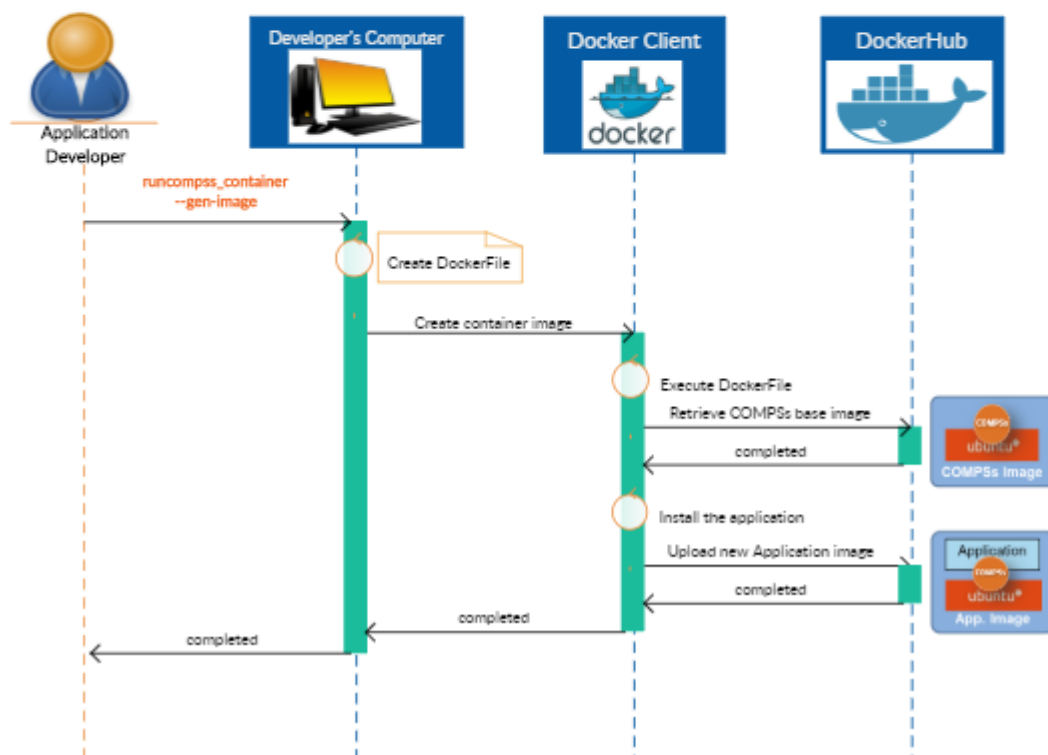 Developer's Computer
Docker Client
DockerHub
docker
Application
Developer
runcompss_container
--gen-image
Create DockerFile
Create container image
Execute DockerFile
Retrieve COMPSs base image
completed
COMPSs
ubuntu®
COMPSs Image
Install the application
Upload new Application image
completed
Application
COMPSs
ubuntu®
App. Image
completed
completed